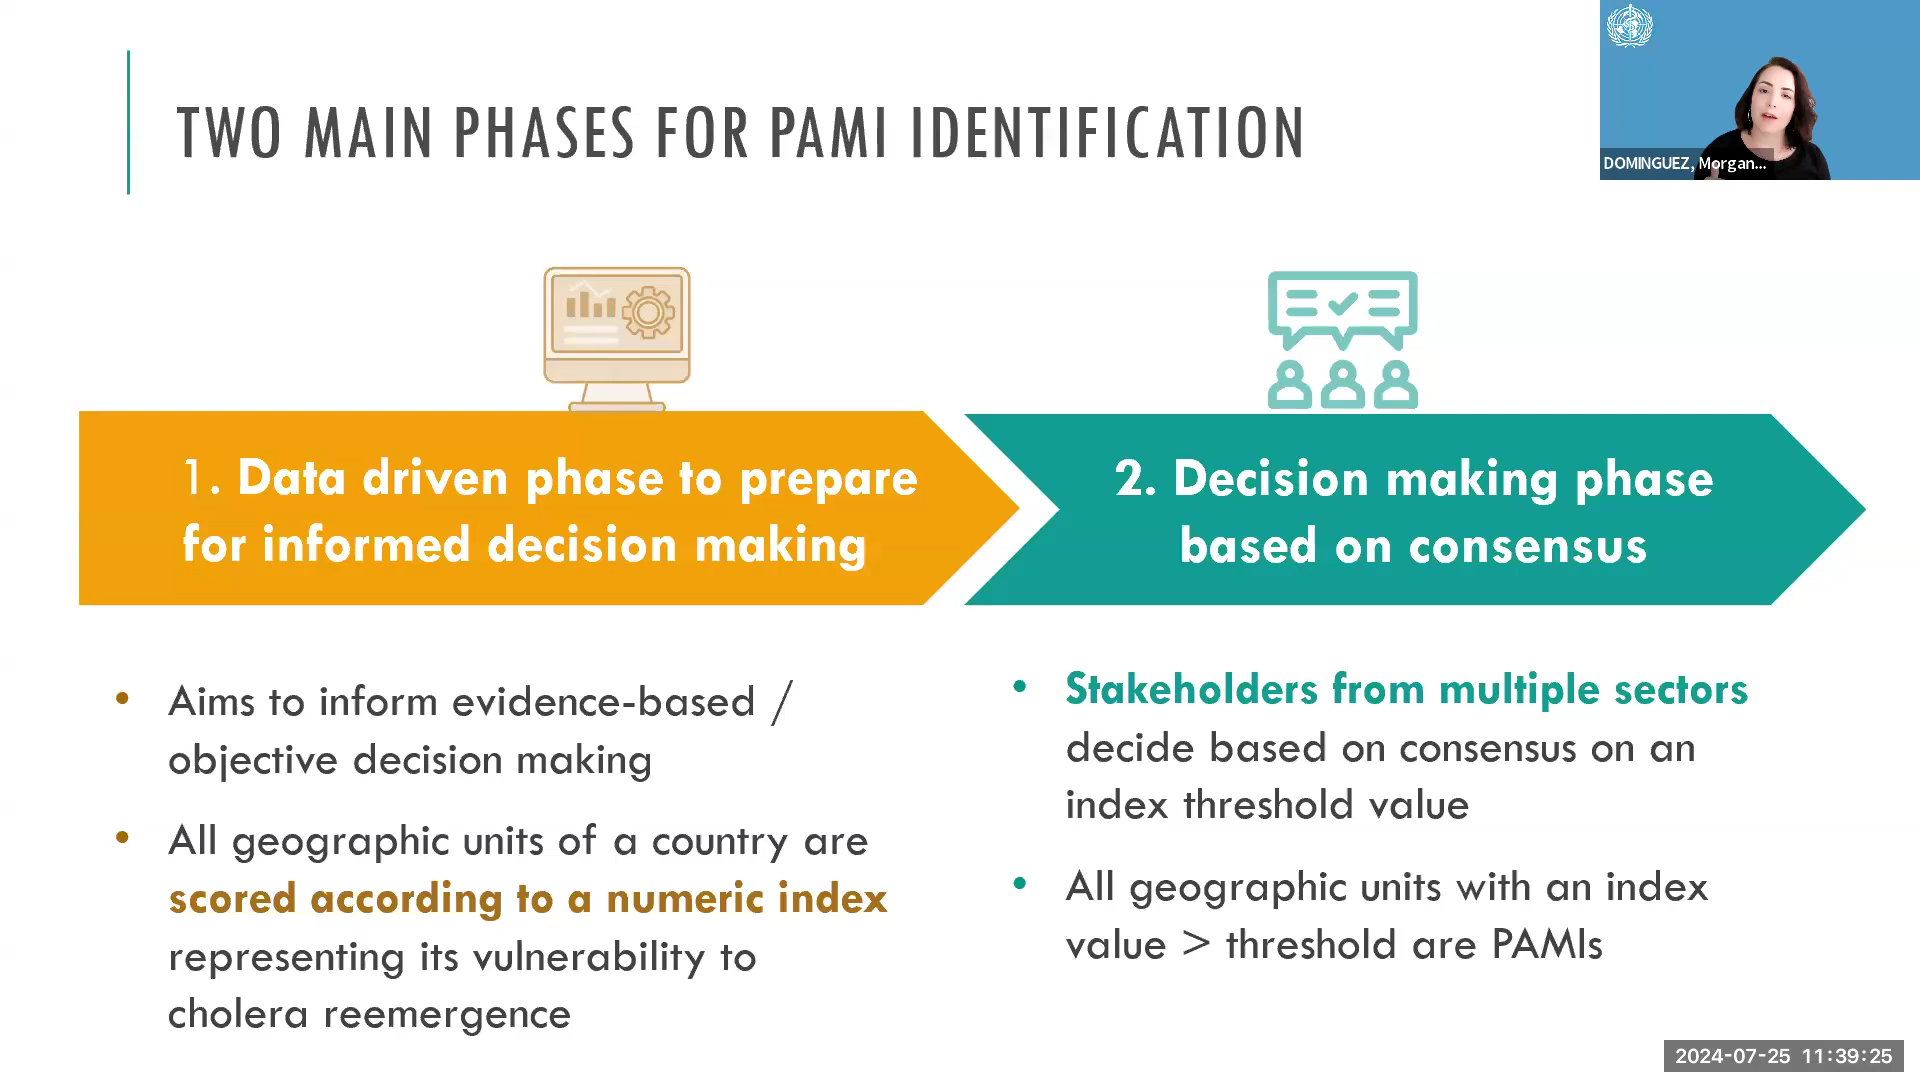 TWO MAIN PHASES FOR PAMI IDENTIFICATION
DOMINGUEZ, Morgan...
1. Data driven phase to prepare
for informed decision making
2. Decision making phase
based on consensus
• Aims to inform evidence-based /
objective decision making
• All geographic units of a country are
scored according to a numeric index
representing its vulnerability to
cholera reemergence
• Stakeholders from multiple sectors
decide based on consensus on an
index threshold value
• All geographic units with an index
value > threshold are PAMIs
2024-07-25 11:39:25